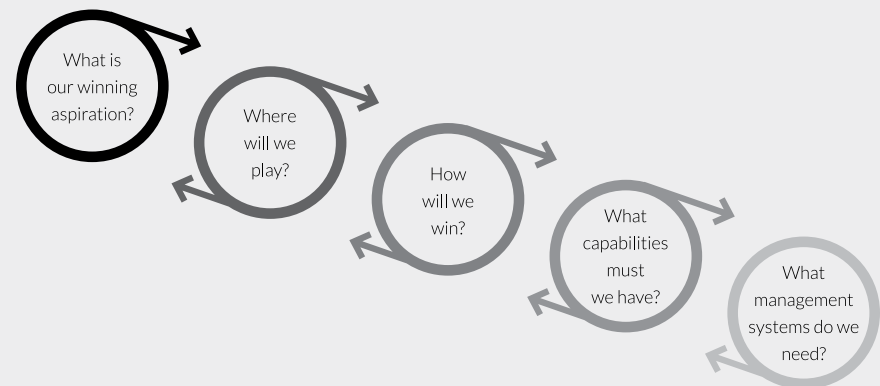 What is
our winning
aspiration?
Where
will we
play?
How
will we
win?
What
capabilities
must
we have?
What
management
systems do we
need?